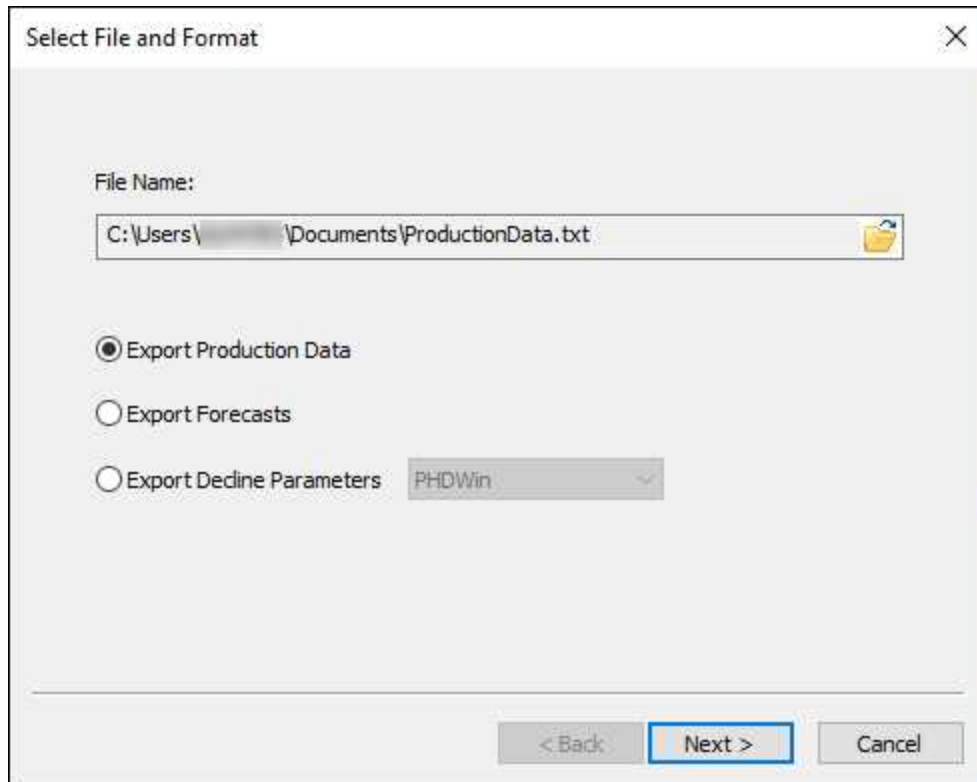 Select File and Format
File Name:
C:\Users\ \Documents\ProductionData.txt
Export Production Data
Export Forecasts
Export Decline Parameters PHDWin
< Back Next > Cancel